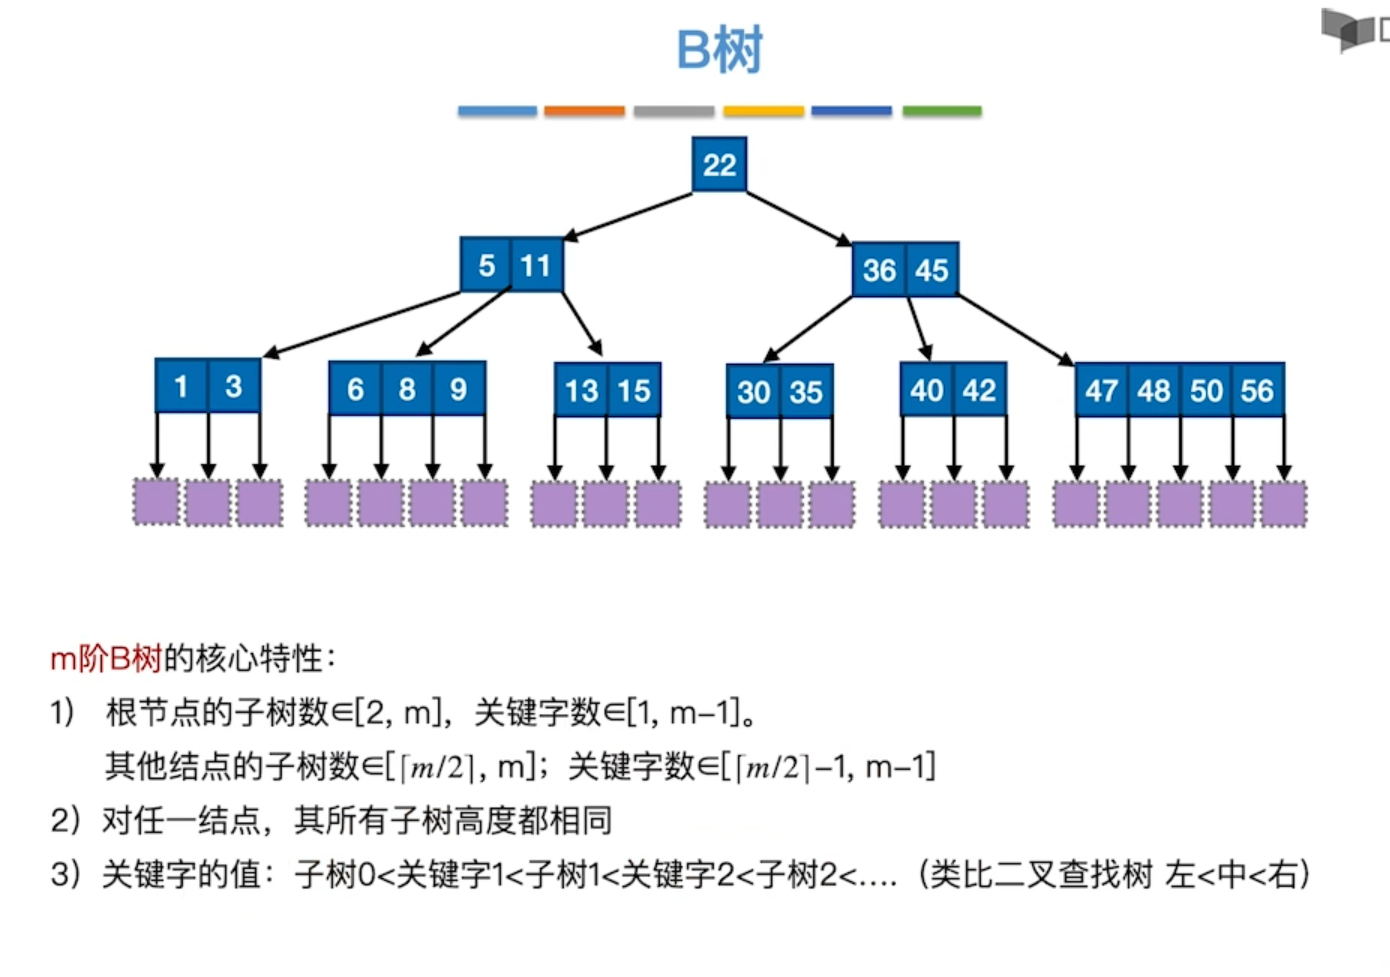 B树
22
5 11
36 45
1 3
6 8 9
13 15
30 35
40 42
47 48 50 56
m阶B树的核心特性：
1） 根节点的子树数∈[2, m]，关键字数∈[1, m–1]。
其他结点的子树数∈[⌈m/2⌉, m]；关键字数∈[⌈m/2⌉–1, m–1]
2）对任一结点，其所有子树高度都相同
3）关键字的值：子树0<关键字1<子树1<关键字2<子树2<….（类比二叉查找树 左<中<右）